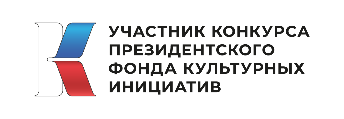 УЧАСТНИК КОНКУРСА
ПРЕЗИДЕНТСКОГО
ФОНДА КУЛЬТУРНЫХ
ИНИЦИАТИВ